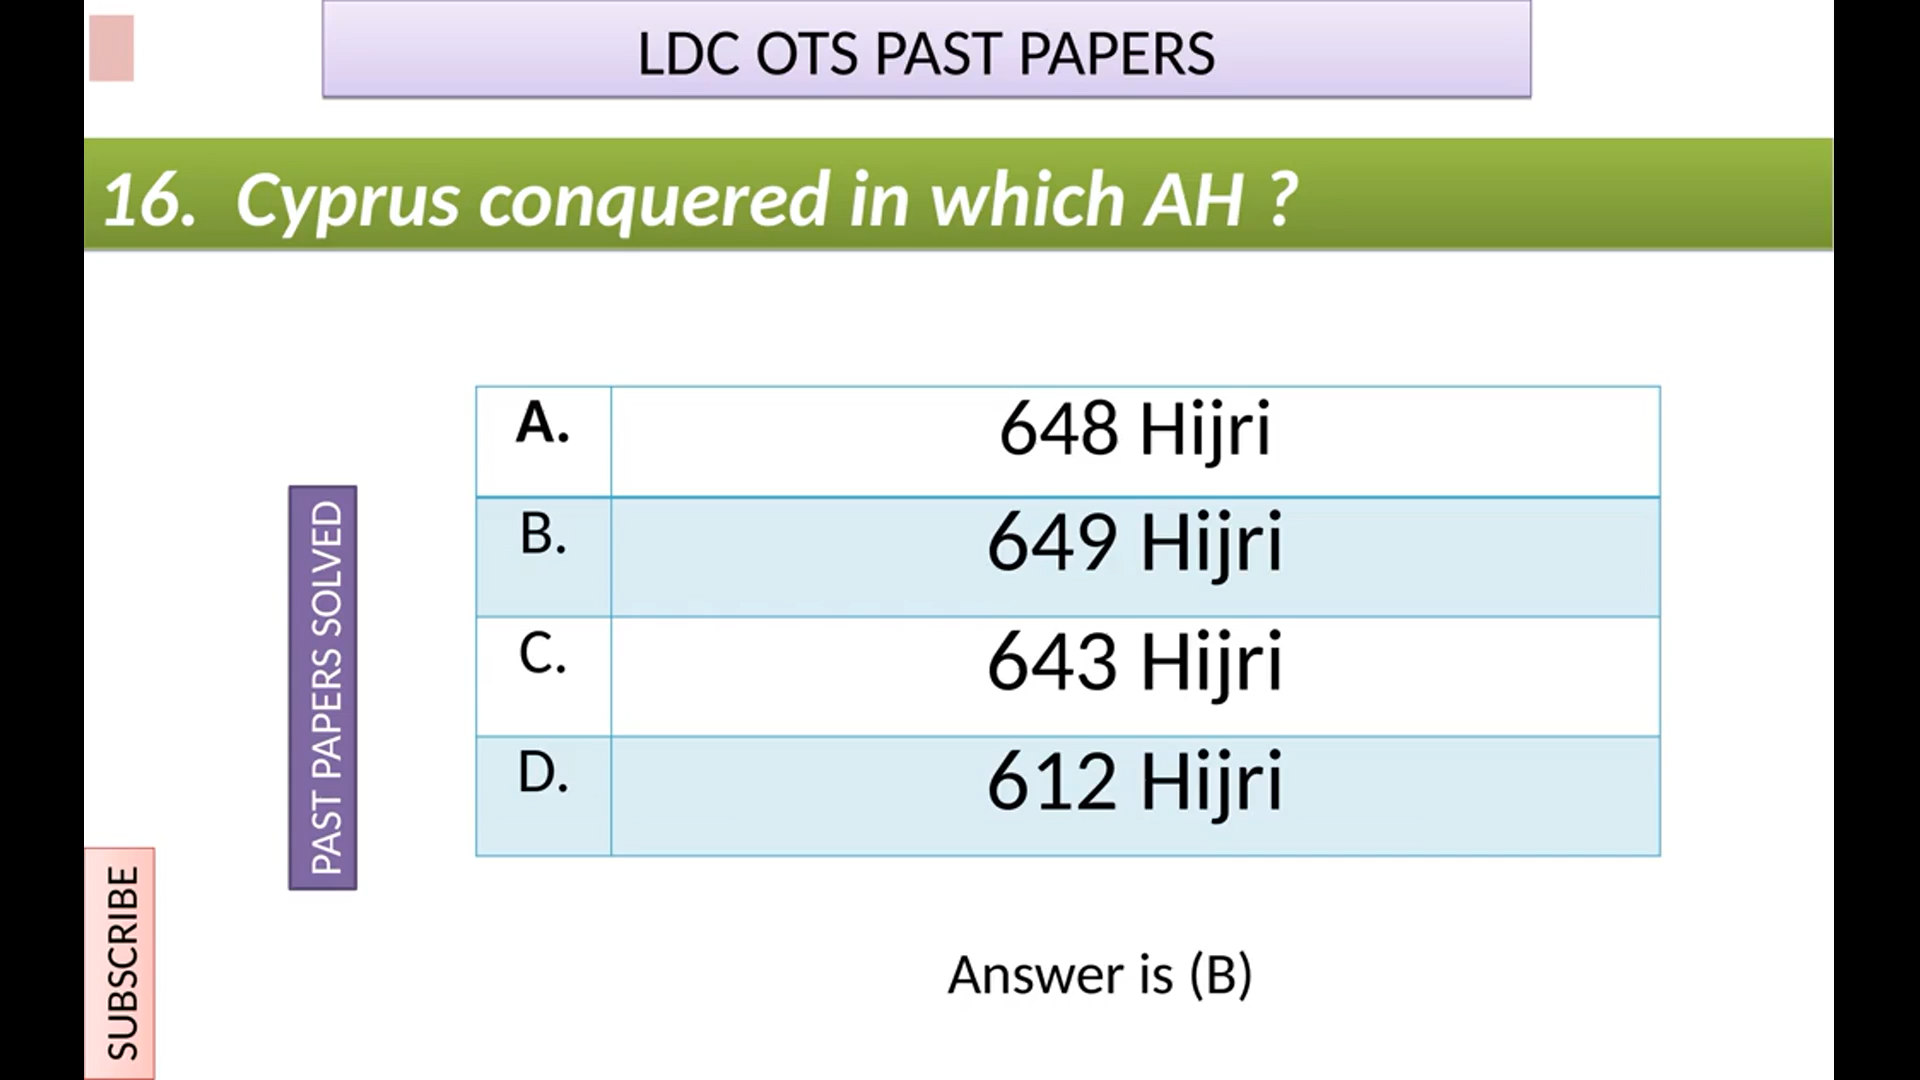 LDC OTS PAST PAPERS
16. Cyprus conquered in which AH ?
A. 648 Hijri
B. 649 Hijri
C. 643 Hijri
D. 612 Hijri
PAST PAPERS SOLVED
SUBSCRIBE
Answer is (B)